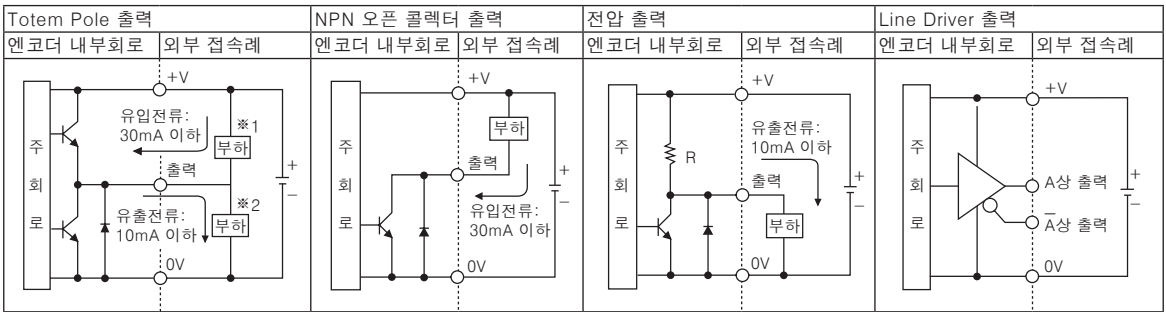 Totem Pole 출력
NPN 오픈 콜렉터 출력
전압 출력
Line Driver 출력
엔코더 내부회로
외부 접속례
엔코더 내부회로
외부 접속례
엔코더 내부회로
외부 접속례
엔코더 내부회로
외부 접속례
주
회
로
+V
유입전류:
30mA 이하
※1
부하
출력
※2
부하
유출전류:
10mA 이하
0V
+
−
주
회
로
+V
부하
출력
유입전류:
30mA 이하
0V
+
−
주
회
로
+V
R
유출전류:
10mA 이하
출력
부하
0V
+
−
주
회
로
+V
A상 출력
A̅상 출력
0V
+
−